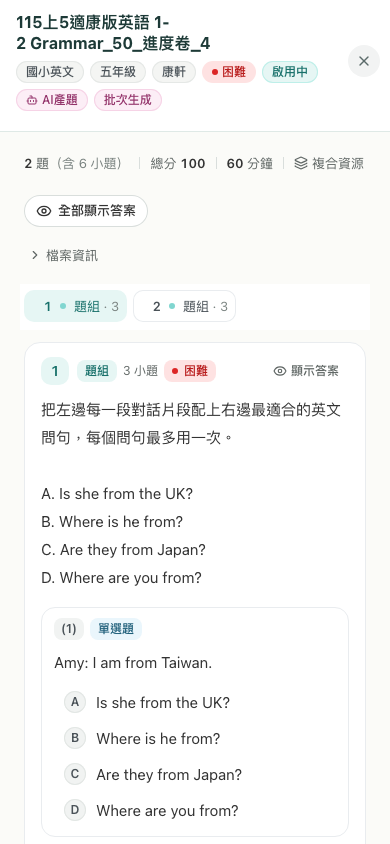 115上5適康版英語 1-
2 Grammar_50_進度卷_4
國小英文 五年級 康軒 困難 啟用中
AI產題 批次生成
2 題 (含 6 小題) 總分 100 60 分鐘 複合資源
全部顯示答案
檔案資訊
1 題組 · 3 2 題組 · 3
1 題組 3 小題 困難 顯示答案
把左邊每一段對話片段配上右邊最適合的英文
問句，每個問句最多用一次。
A. Is she from the UK?
B. Where is he from?
C. Are they from Japan?
D. Where are you from?
(1) 單選題
Amy: I am from Taiwan.
A Is she from the UK?
B Where is he from?
C Are they from Japan?
D Where are you from?